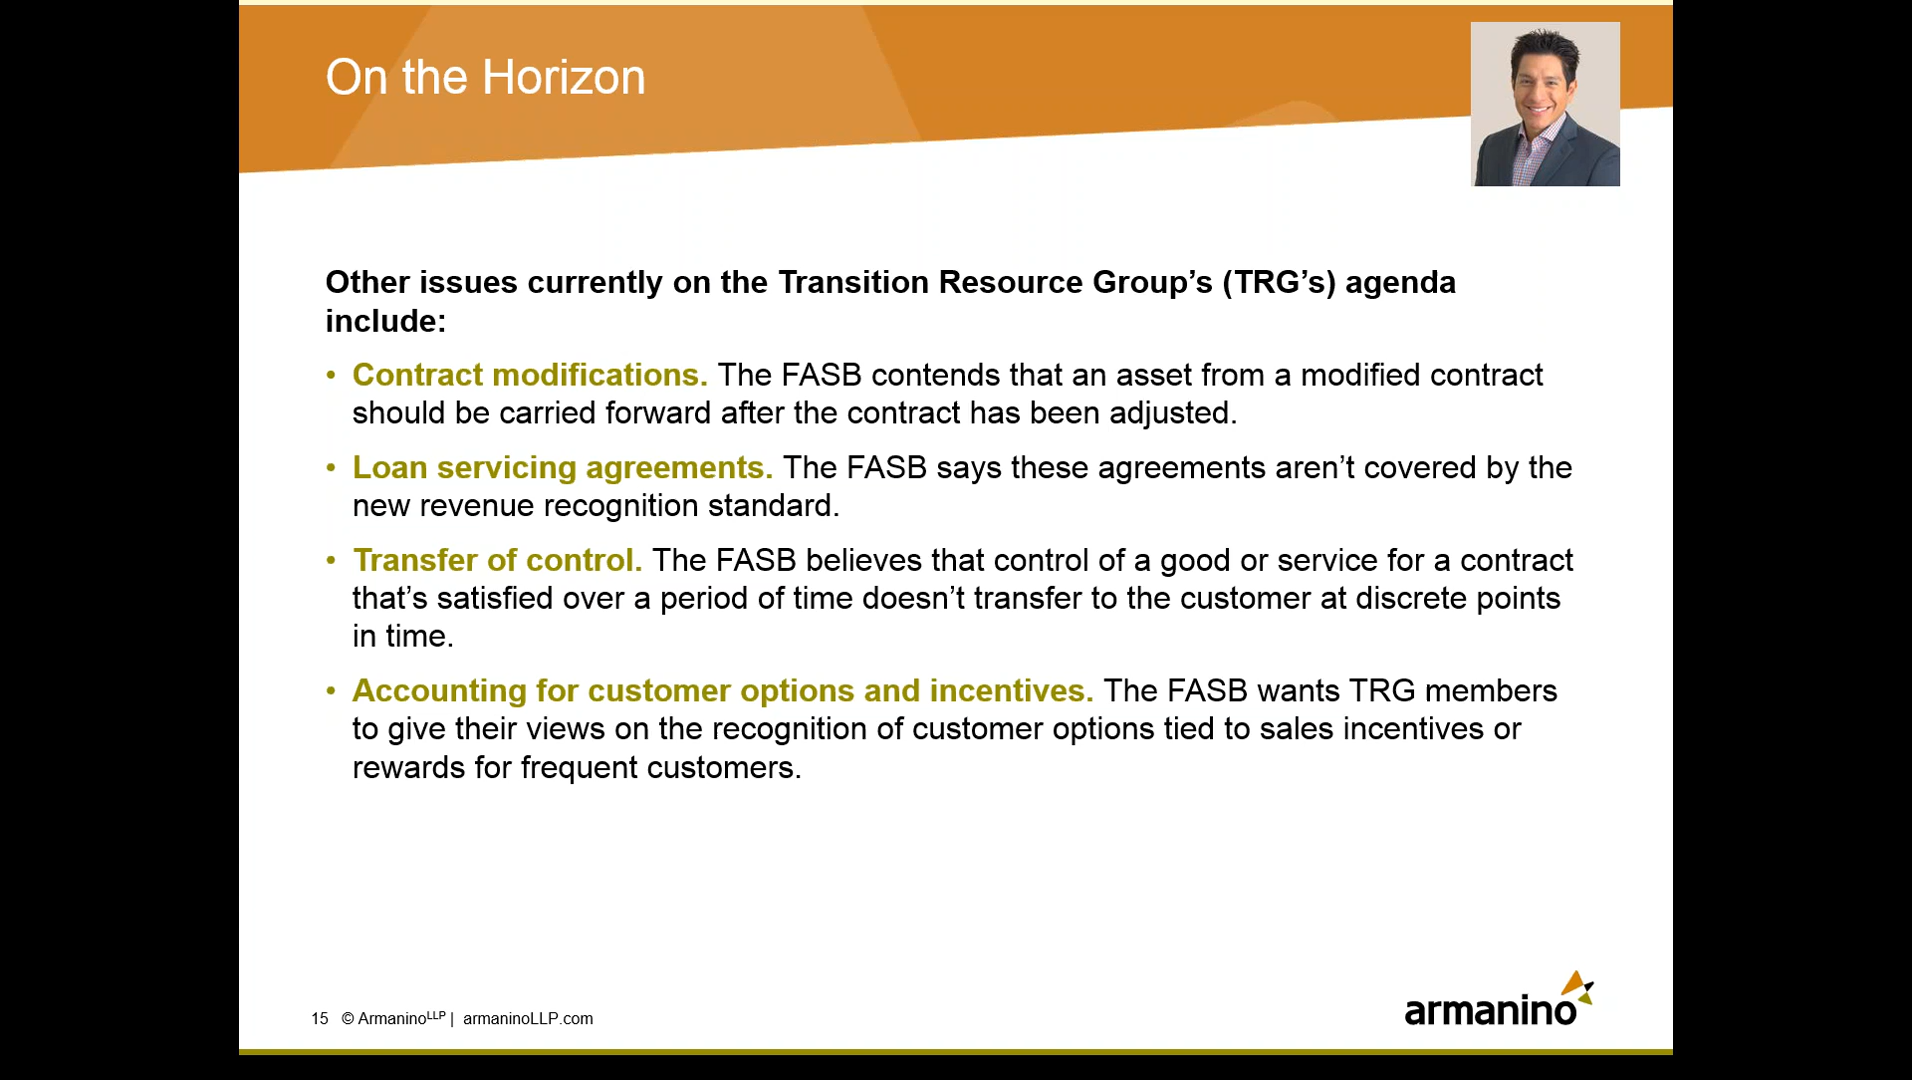 On the Horizon
Other issues currently on the Transition Resource Group’s (TRG’s) agenda
include:
• Contract modifications. The FASB contends that an asset from a modified contract
should be carried forward after the contract has been adjusted.
• Loan servicing agreements. The FASB says these agreements aren’t covered by the
new revenue recognition standard.
• Transfer of control. The FASB believes that control of a good or service for a contract
that’s satisfied over a period of time doesn’t transfer to the customer at discrete points
in time.
• Accounting for customer options and incentives. The FASB wants TRG members
to give their views on the recognition of customer options tied to sales incentives or
rewards for frequent customers.
15 © ArmaninoLLP | armaninoLLP.com
armanino